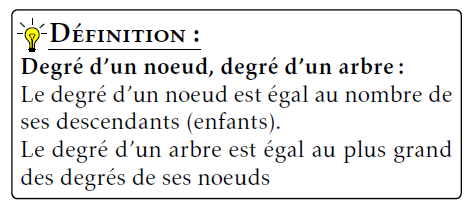 DÉFINITION :
Degré d'un noeud, degré d'un arbre :
Le degré d'un noeud est égal au nombre de
ses descendants (enfants).
Le degré d'un arbre est égal au plus grand
des degrés de ses noeuds